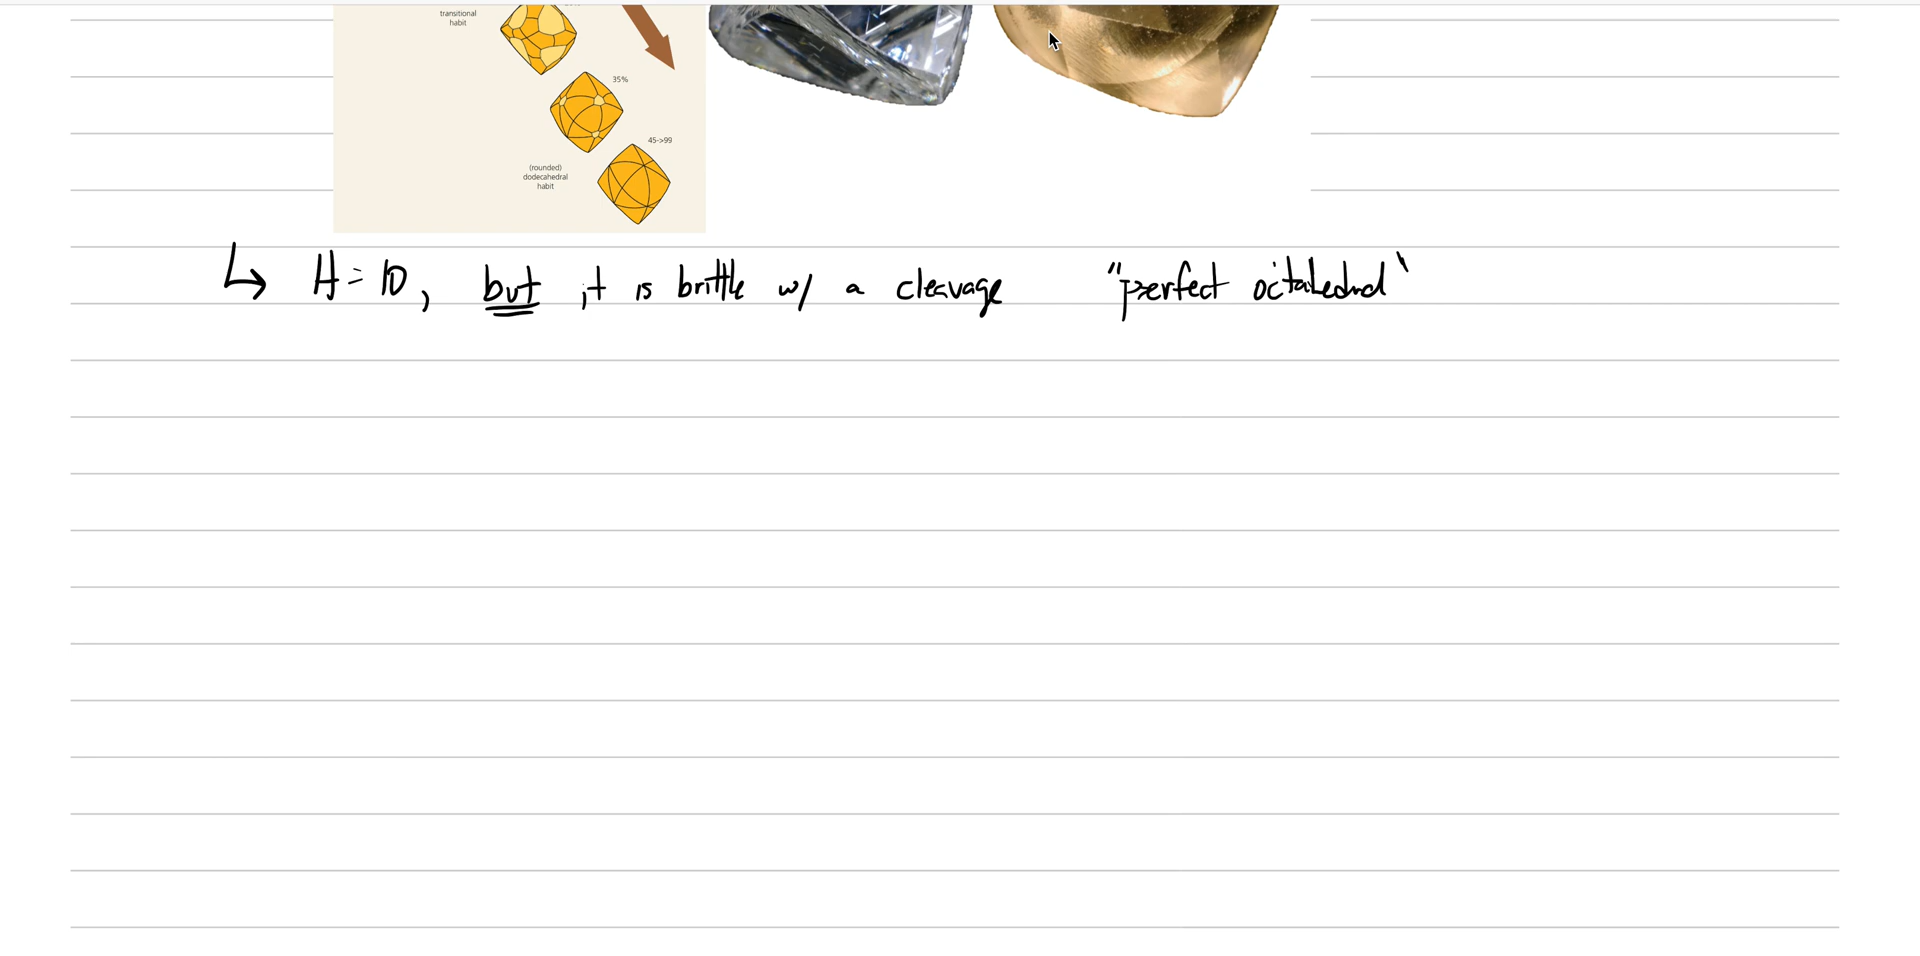 transitional
habit
35%
45->99
(rounded)
dodecahedral
habit
↳ H = 10, but it is brittle w/ a cleavage "perfect octahedral"